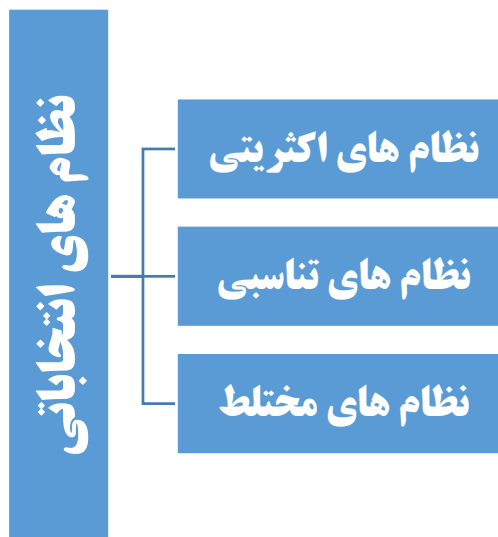 نظام های انتخاباتی
نظام های اکثریتی
نظام های تناسبی
نظام های مختلط